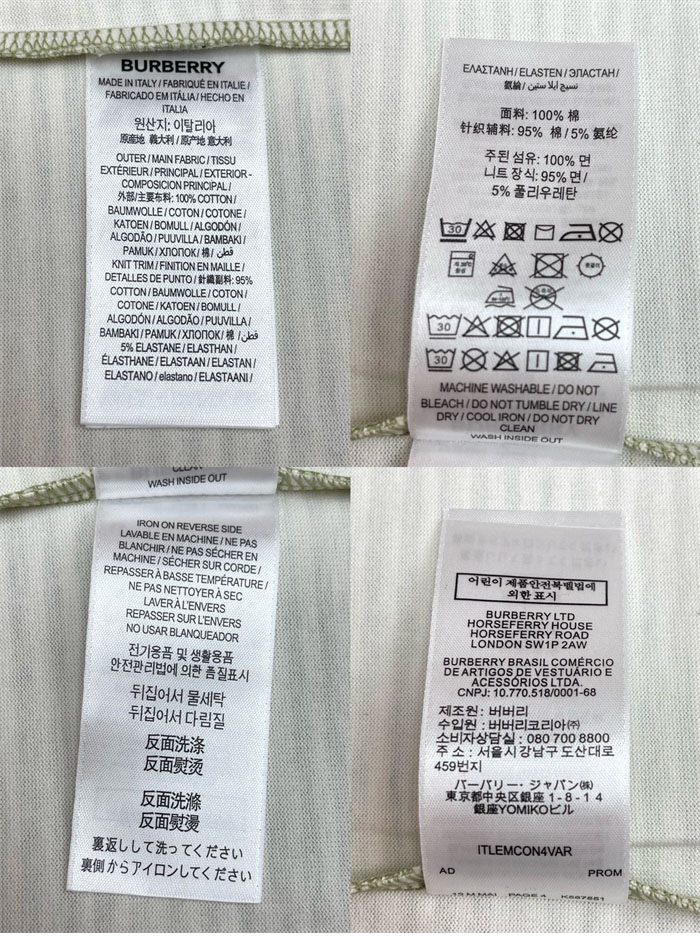 BURBERRY
MADE IN ITALY / FABRIQUÉ EN ITALIE /
FABRICADO EM ITÁLIA / HECHO EN
ITALIA
원산지: 이탈리아
原産地 義大利 / 原产地 意大利
OUTER / MAIN FABRIC / TISSU
EXTÉRIEUR / PRINCIPAL / EXTERIOR -
COMPOSICIÓN PRINCIPAL /
外部/主要布料: 100% COTTON /
BAUMWOLLE / COTON / COTONE /
KATOEN / BOMULL / ALGODÓN /
ALGODÃO / PUUVILLA / BAMBAKI /
PAMUK / ХЛОПОК / 棉 / قطن
KNIT TRIM / FINITION EN MAILLE /
DETALLES DE PUNTO / 針織副料: 95%
COTTON / BAUMWOLLE / COTON /
COTONE / KATOEN / BOMULL /
ALGODÓN / ALGODÃO / PUUVILLA /
BAMBAKI / PAMUK / ХЛОПОК / 棉 / قطن
5% ELASTANE / ELASTHAN /
ÉLASTHANE / ELASTAAN / ELASTAN /
ELASTANO / elastano / ELASTAANI /
ΕΛΑΣΤΑΝΗ / ELASTEN / ЭЛАСТАН /
氨綸 / نسيج ايلاستين
面料: 100% 棉
针织辅料: 95% 棉 / 5% 氨纶
주된 섬유: 100% 면
니트 장식: 95% 면 /
5% 폴리우레탄
30
30
30
MACHINE WASHABLE / DO NOT
BLEACH / DO NOT TUMBLE DRY / LINE
DRY / COOL IRON / DO NOT DRY
CLEAN
WASH INSIDE OUT
CLEAN
WASH INSIDE OUT
IRON ON REVERSE SIDE
LAVABLE EN MACHINE / NE PAS
BLANCHIR / NE PAS SÉCHER EN
MACHINE / SÉCHER SUR CORDE /
REPASSER À BASSE TEMPÉRATURE /
NE PAS NETTOYER À SEC
LAVER À L'ENVERS
REPASSER SUR L'ENVERS
NO USAR BLANQUEADOR
전기용품 및 생활용품
안전관리법에 의한 품질표시
뒤집어서 물세탁
뒤집어서 다림질
反面洗涤
反面熨烫
反面洗滌
反面熨燙
裏返しして洗ってください
裏側からアイロンしてください
어린이 제품안전특별법에
의한 표시
BURBERRY LTD
HORSEFERRY HOUSE
HORSEFERRY ROAD
LONDON SW1P 2AW
BURBERRY BRASIL COMÉRCIO
DE ARTIGOS DE VESTUÁRIO E
ACESSÓRIOS LTDA.
CNPJ: 10.770.518/0001-68
제조원 : 버버리
수입원 : 버버리코리아㈜
소비자상담실 : 080 700 8800
주 소 : 서울시 강남구 도산대로
459번지
バーバリー・ジャパン㈱
東京都中央区銀座 1 - 8 - 1 4
銀座YOMIKOビル
ITLEMCON4VAR
AD PROM